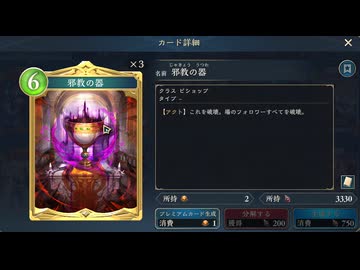 カード詳細
×3
6
邪教の器
じゃきょう うつわ
名前 邪教の器
クラス ビショップ
タイプ -
【アクト】これを破壊。場のフォロワーすべてを破壊。
所持 2
所持 3330
プレミアムカード生成
消費 1
分解する
獲得 200
生成する
消費 750